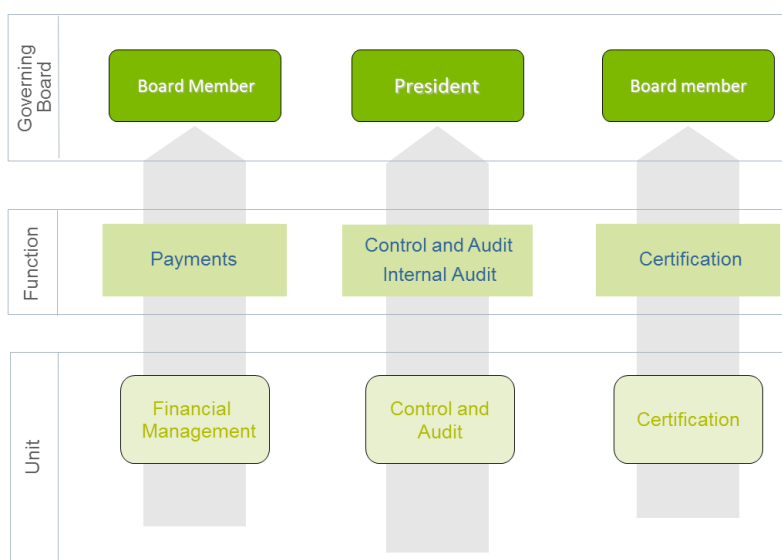 Governing
Board
Board Member
President
Board member
Function
Payments
Control and Audit
Internal Audit
Certification
Unit
Financial
Management
Control and
Audit
Certification